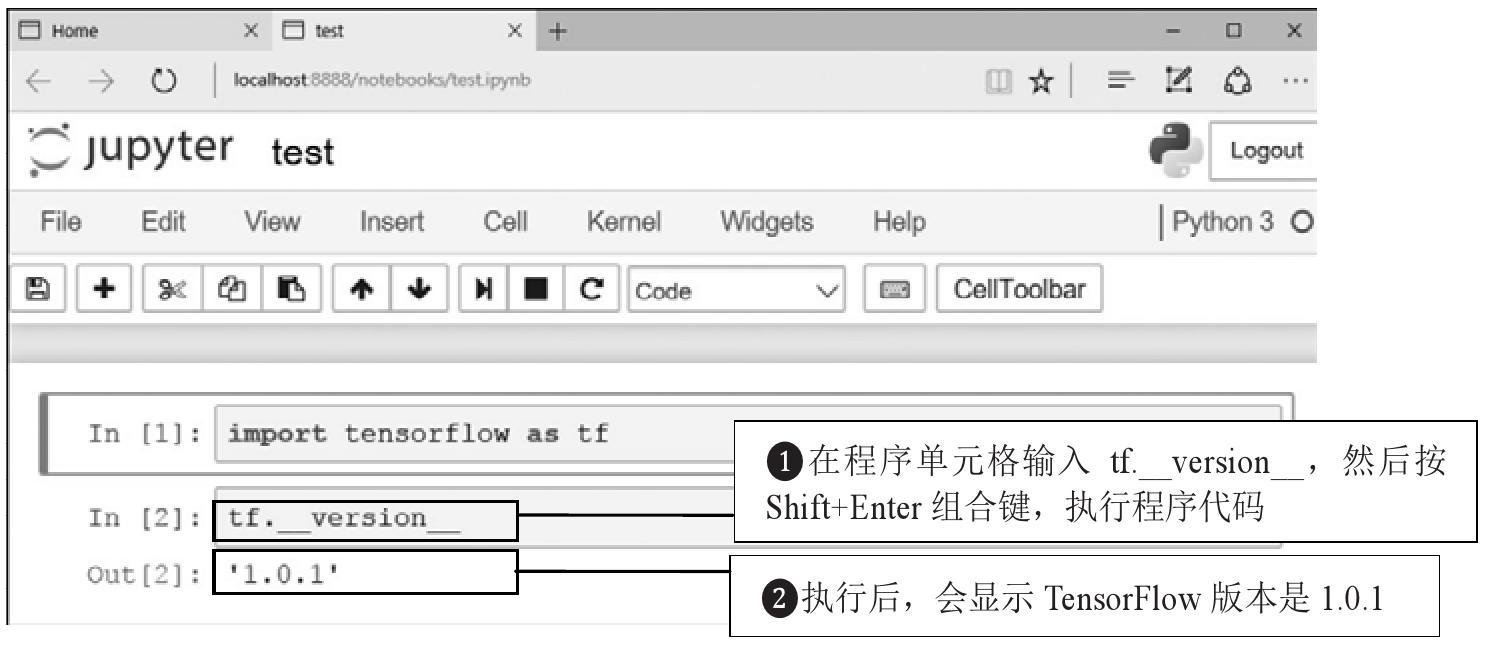 Home test
localhost:8888/notebooks/test.ipynb
jupyter test Logout
File Edit View Insert Cell Kernel Widgets Help Python 3
Code CellToolbar
In [1]: import tensorflow as tf
❶在程序单元格输入 tf.__version__，然后按
Shift+Enter 组合键，执行程序代码
In [2]: tf.__version__
Out[2]: '1.0.1'
❷执行后，会显示 TensorFlow 版本是 1.0.1